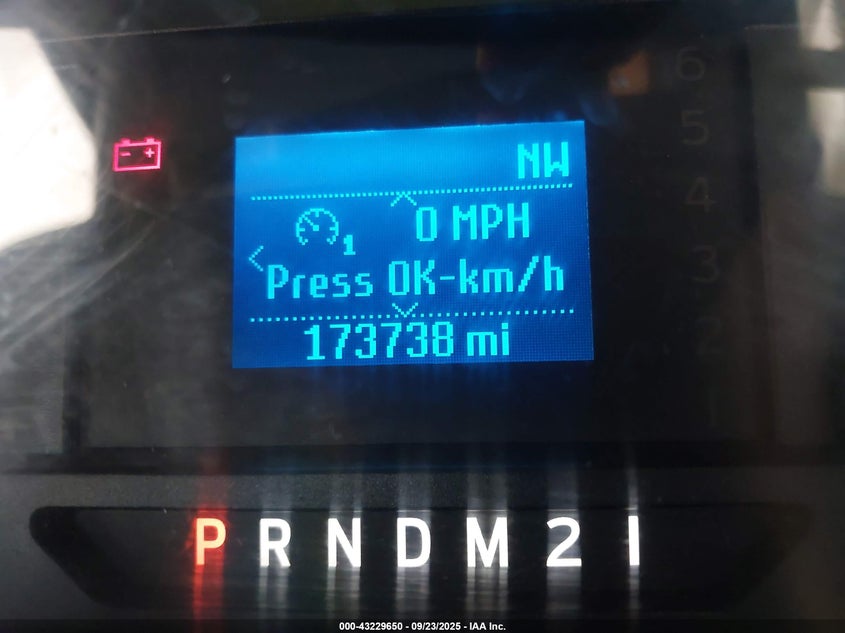 NW
1 0 MPH
Press OK-km/h
173738 mi
6
5
4
3
2
P R N D M 2 1
000-43229650 - 09/23/2025 - IAA Inc.